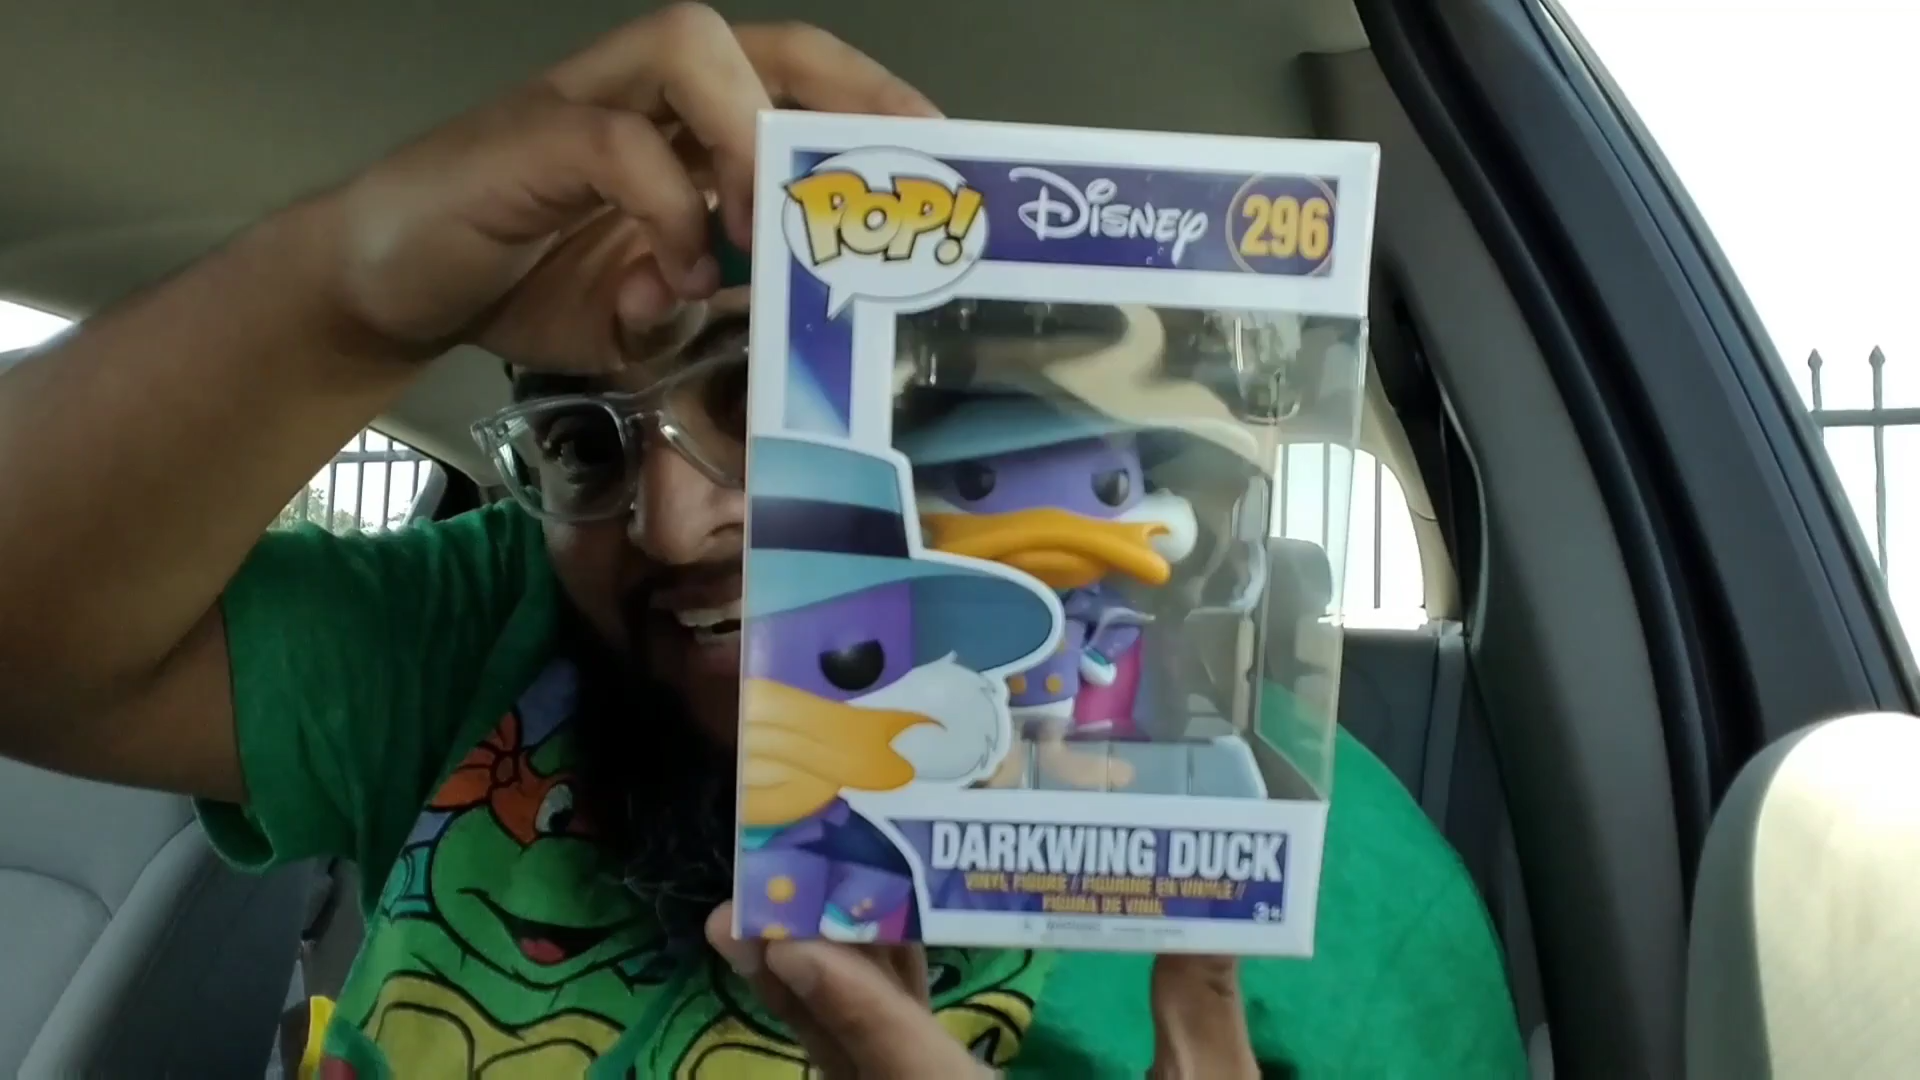 POP! Disney 296
DARKWING DUCK
VINYL FIGURE / FIGURINE EN VINYLE /
FIGURA DE VINIL
3+